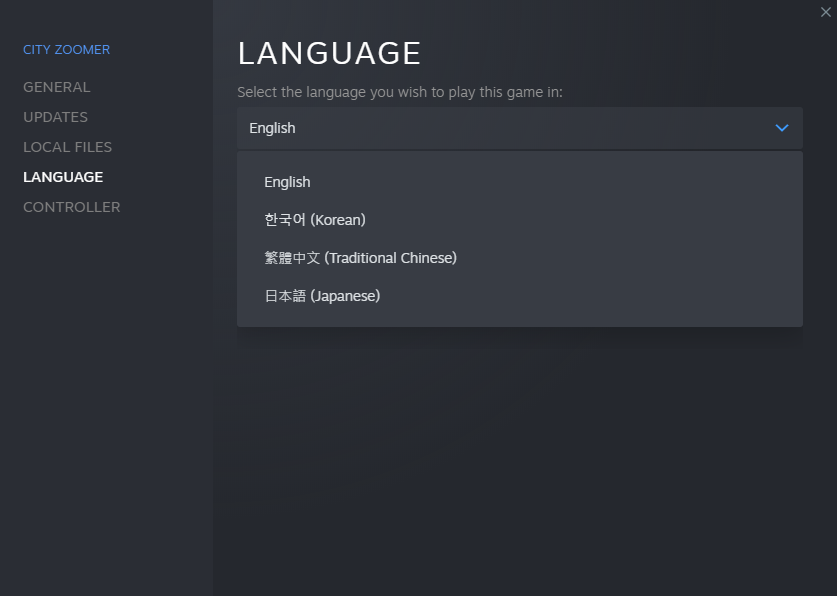 CITY ZOOMER
GENERAL
UPDATES
LOCAL FILES
LANGUAGE
CONTROLLER
LANGUAGE
Select the language you wish to play this game in:
English
English
한국어 (Korean)
繁體中文 (Traditional Chinese)
日本語 (Japanese)